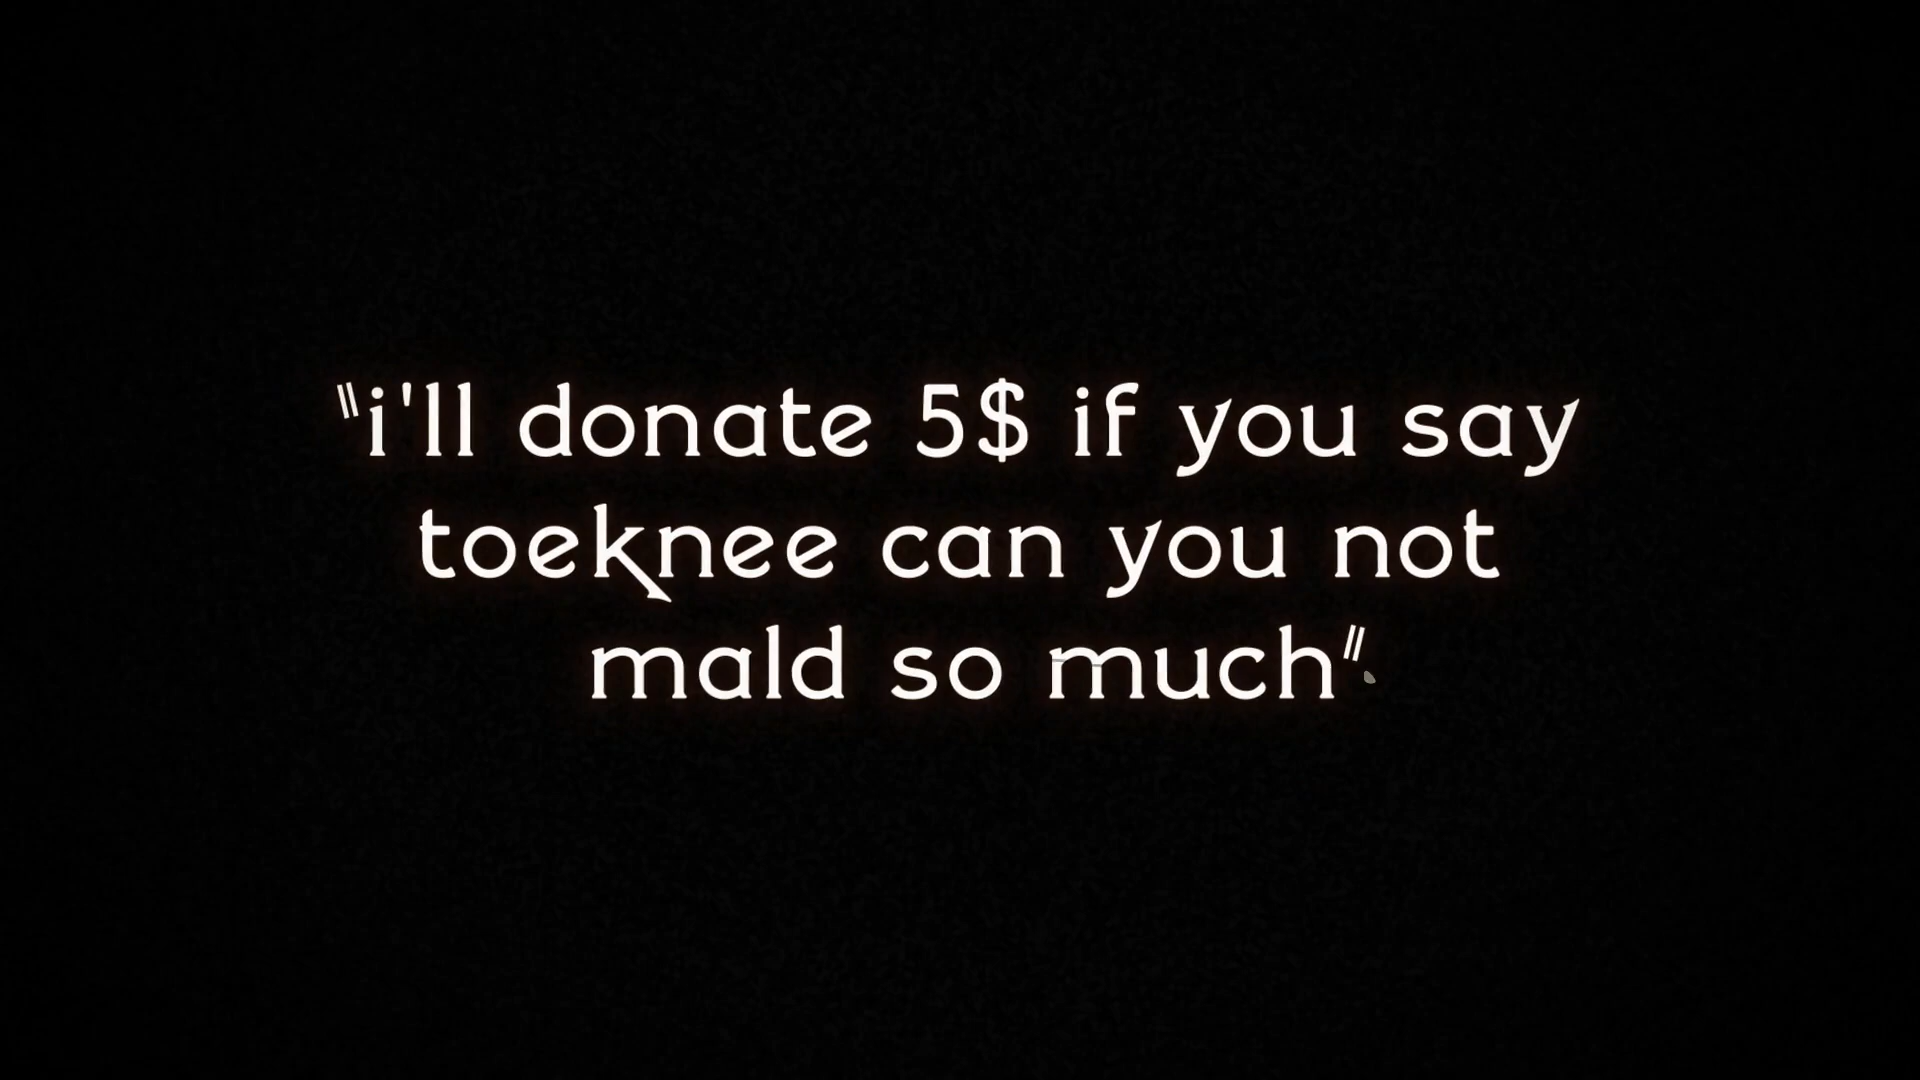 "i'll donate 5$ if you say
toeknee can you not
mald so much"